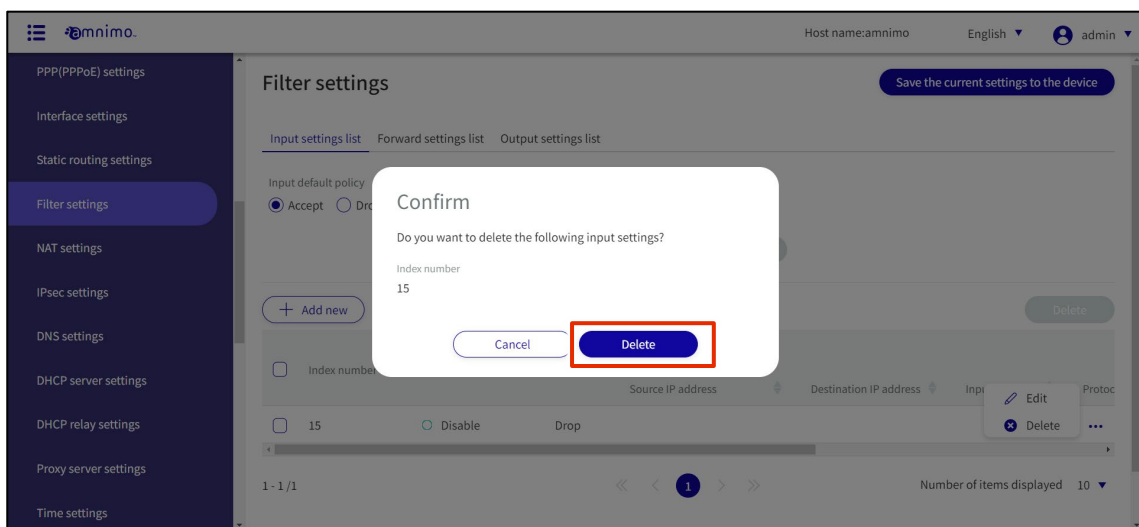 amnimo
Host name:amnimo
English
admin
PPP(PPPoE) settings
Interface settings
Static routing settings
Filter settings
NAT settings
IPsec settings
DNS settings
DHCP server settings
DHCP relay settings
Proxy server settings
Time settings
Filter settings
Save the current settings to the device
Input settings list Forward settings list Output settings list
Input default policy
Accept
Confirm
Do you want to delete the following input settings?
Index number
15
Cancel Delete
+ Add new
Delete
Index number
Source IP address Destination IP address
Edit
Delete
15 Disable Drop
1 - 1 /1
« < 1 > »
Number of items displayed 10